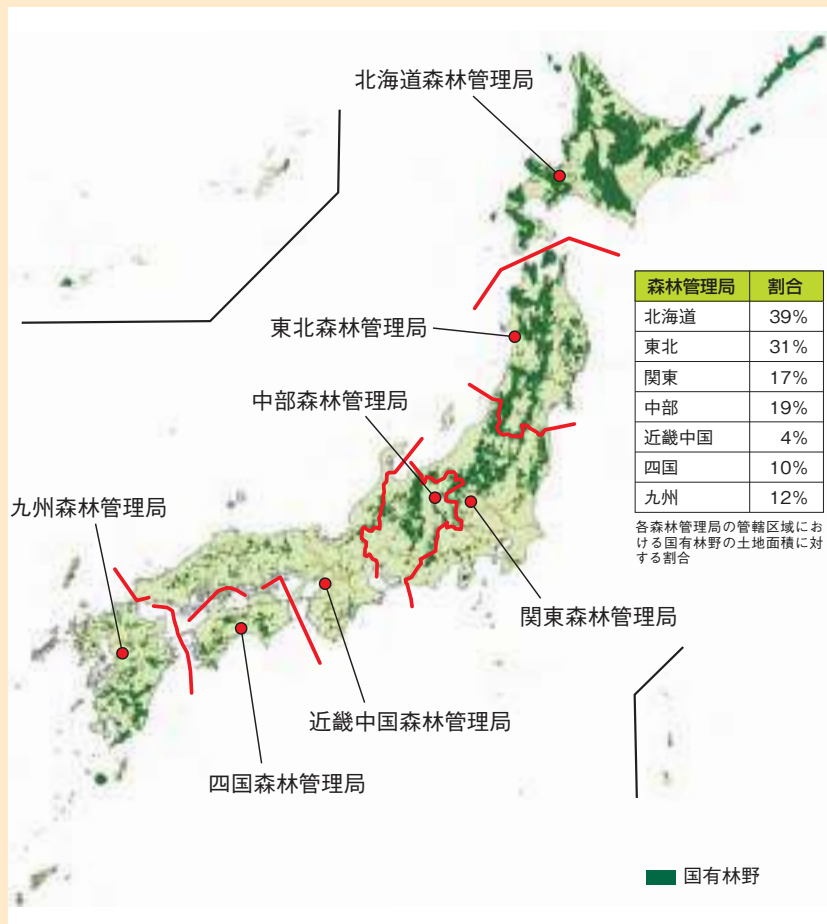 北海道森林管理局
東北森林管理局
中部森林管理局
九州森林管理局
関東森林管理局
近畿中国森林管理局
四国森林管理局
森林管理局 割合
北海道 39%
東北 31%
関東 17%
中部 19%
近畿中国 4%
四国 10%
九州 12%
各森林管理局の管轄区域にお
ける国有林野の土地面積に対
する割合
国有林野